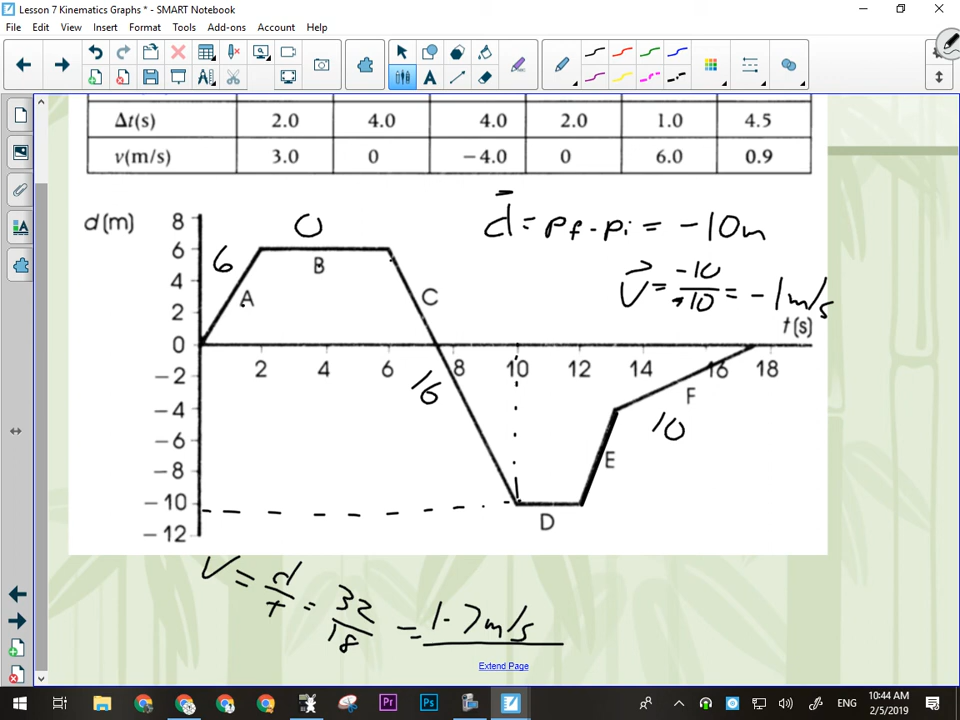 Lesson 7 Kinematics Graphs * - SMART Notebook
File Edit View Insert Format Tools Add-ons Account Help
Δt(s) 2.0 4.0 4.0 2.0 1.0 4.5
v(m/s) 3.0 0 −4.0 0 6.0 0.9
d = pf - pi = -10m
V = -10/10 = -1m/s
d(m)
8
6
4
2
0
−2
−4
−6
−8
−10
−12
6
0
16
10
A
B
C
D
E
F
t(s)
2 4 6 8 10 12 14 16 18
V = d/t = 32/18 = 1.7m/s
Extend Page
Pr Ps
ENG
10:44 AM
2/5/2019